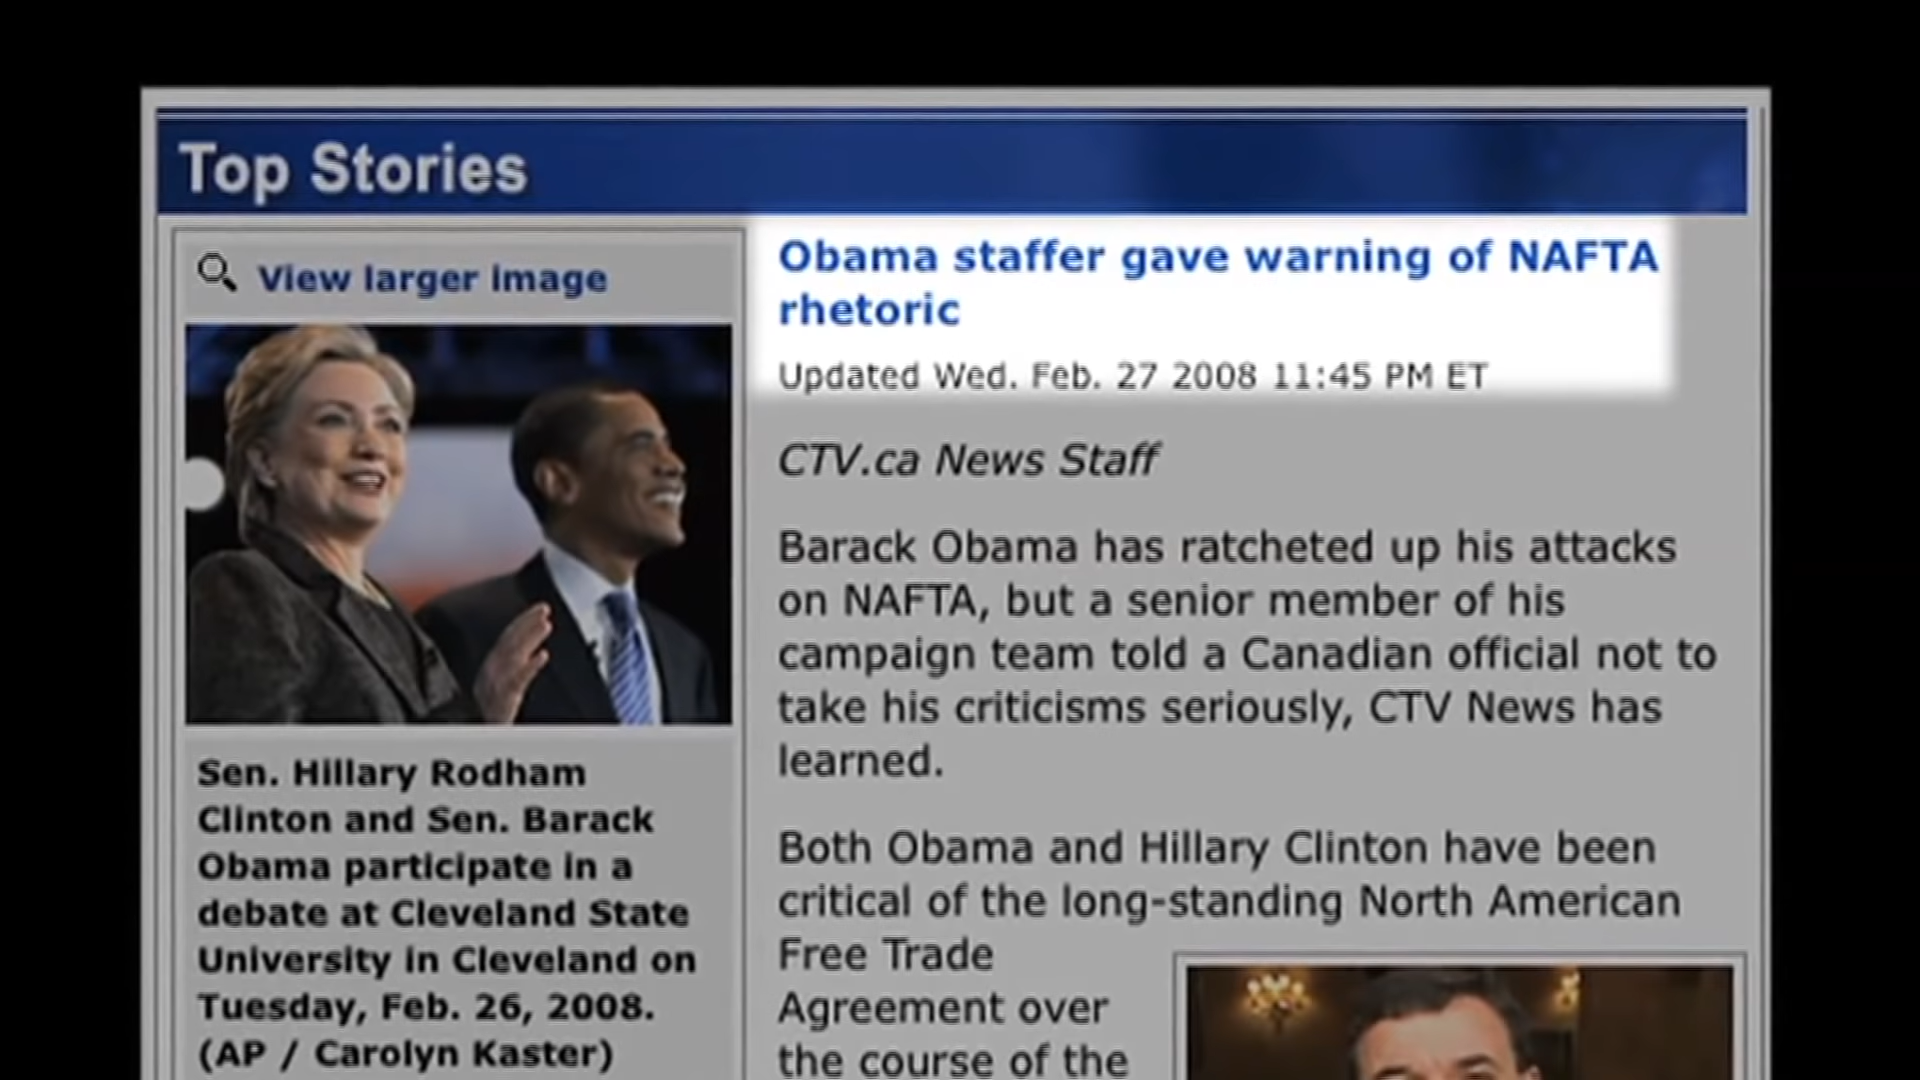 Top Stories
View larger image
Sen. Hillary Rodham
Clinton and Sen. Barack
Obama participate in a
debate at Cleveland State
University in Cleveland on
Tuesday, Feb. 26, 2008.
(AP / Carolyn Kaster)
Obama staffer gave warning of NAFTA
rhetoric
Updated Wed. Feb. 27 2008 11:45 PM ET
CTV.ca News Staff
Barack Obama has ratcheted up his attacks
on NAFTA, but a senior member of his
campaign team told a Canadian official not to
take his criticisms seriously, CTV News has
learned.
Both Obama and Hillary Clinton have been
critical of the long-standing North American
Free Trade
Agreement over
the course of the